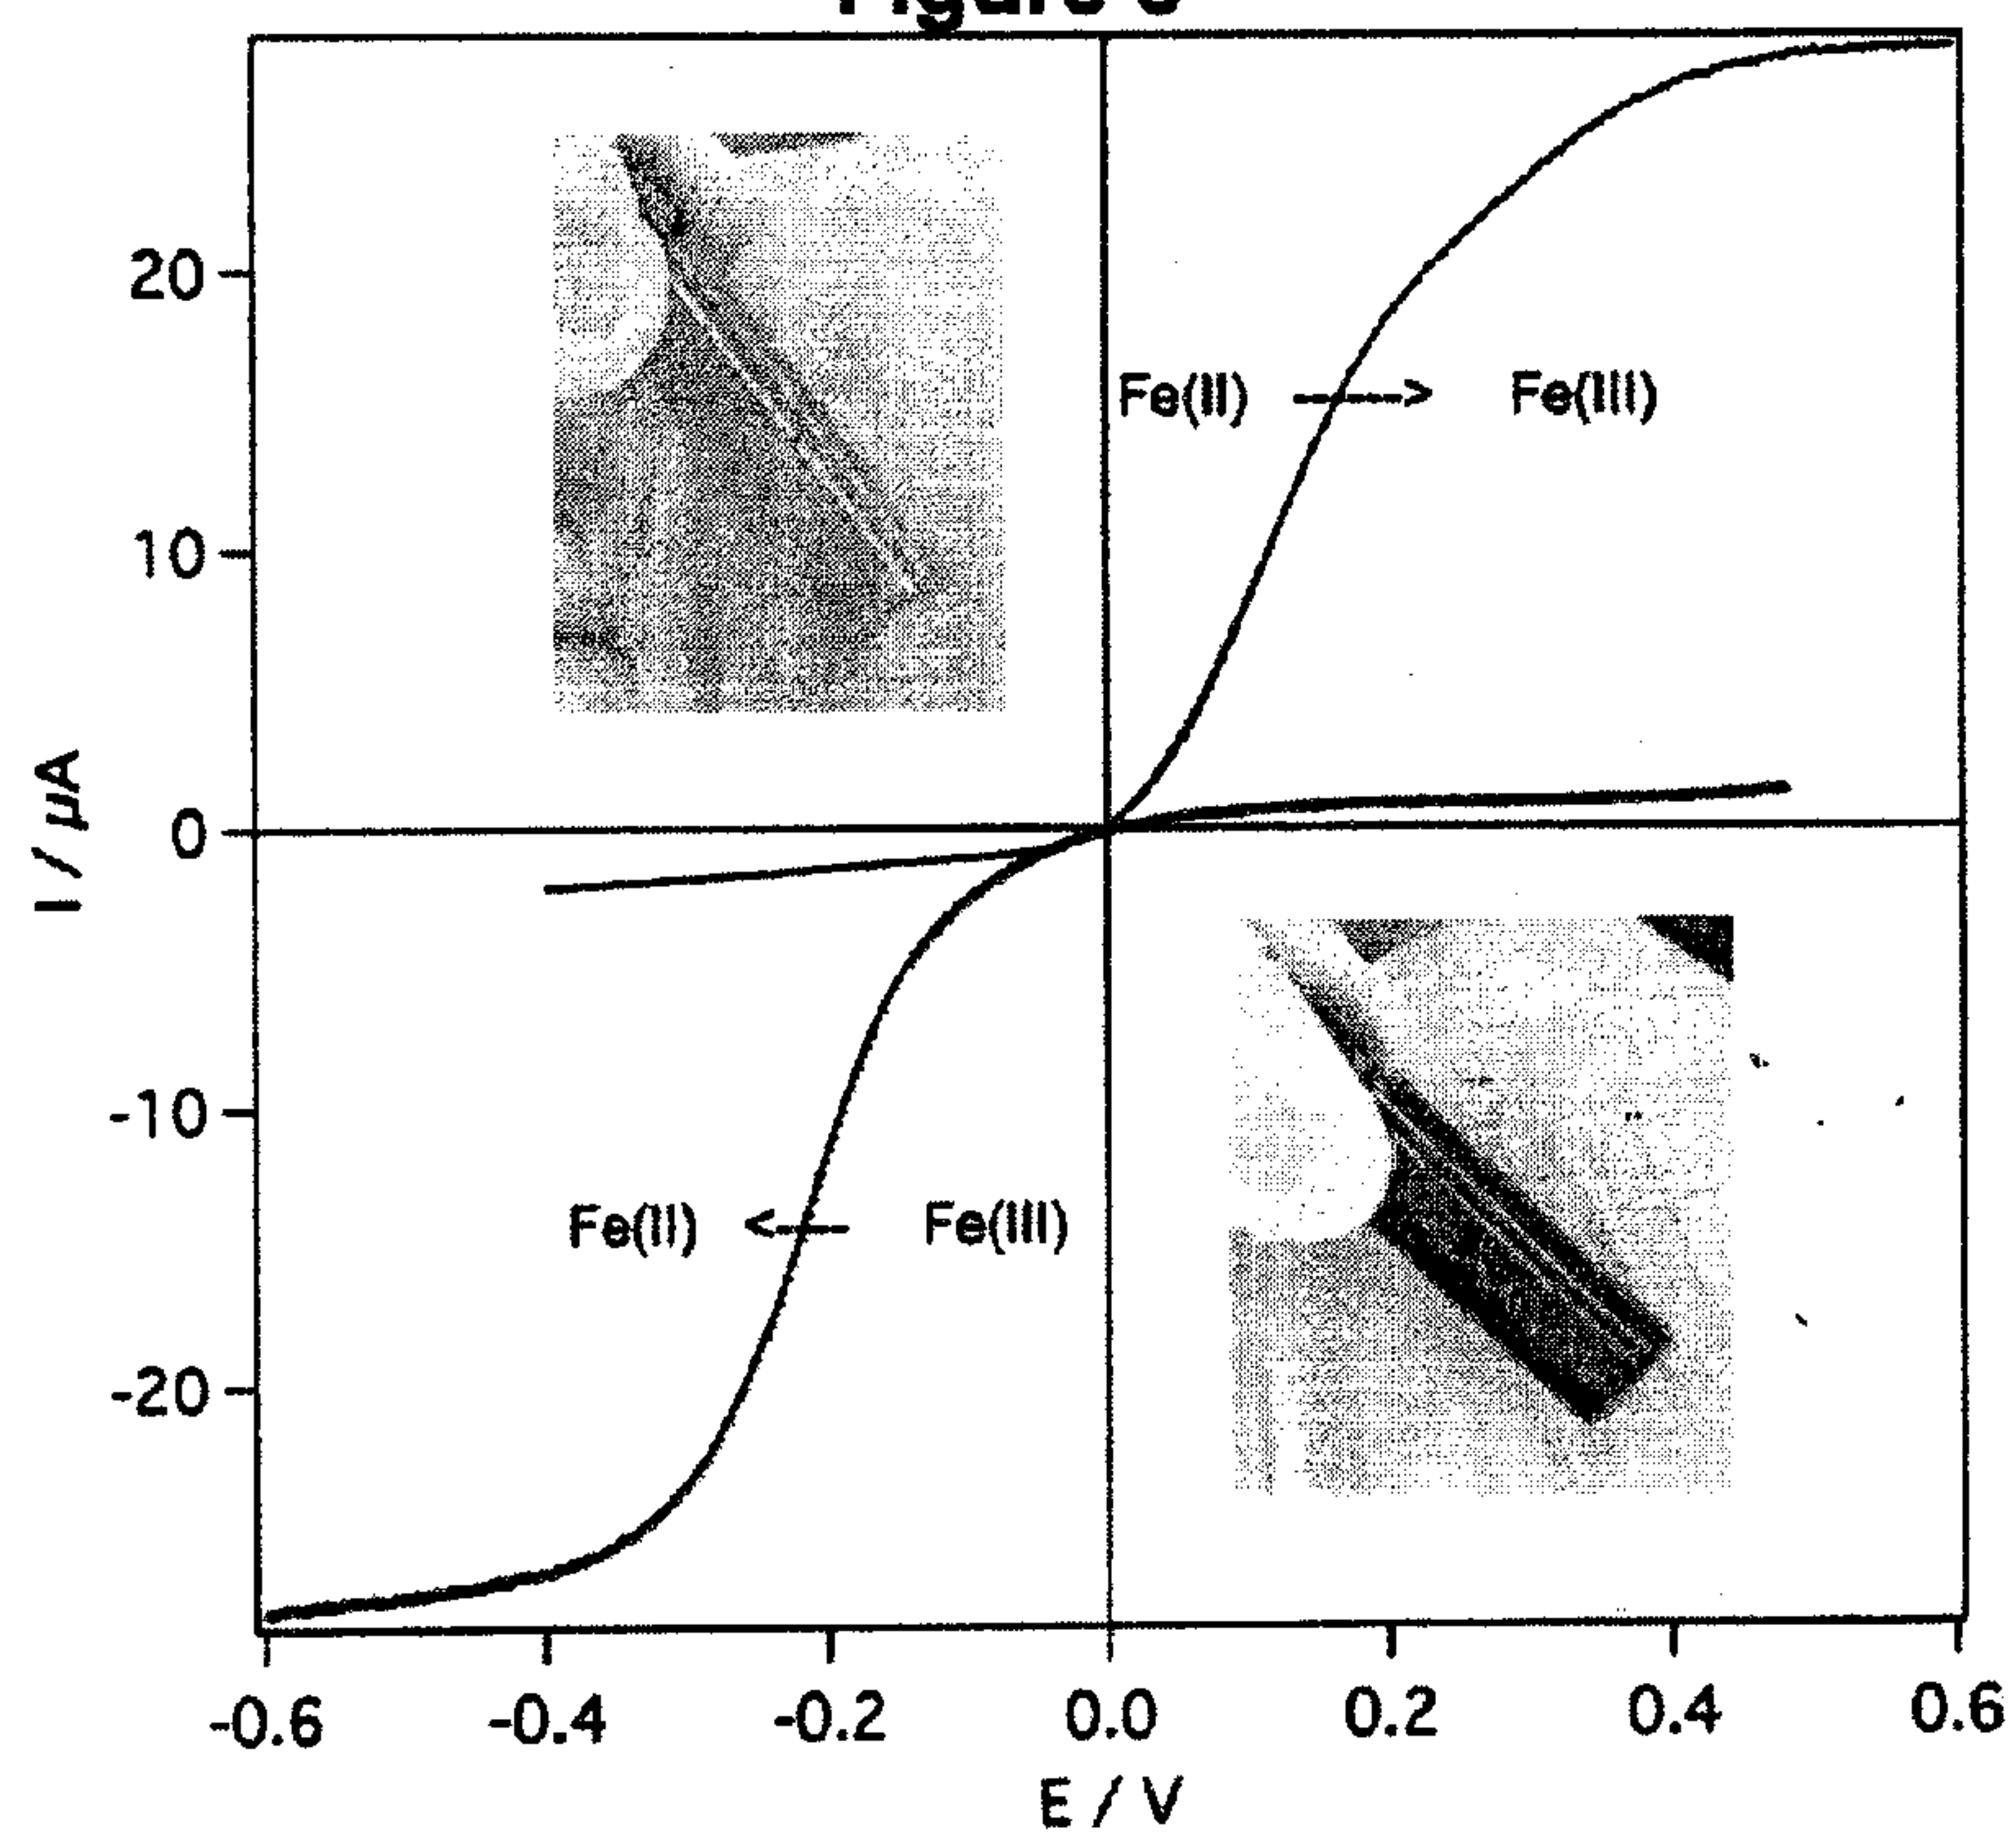 20
10
0
-10
-20
I / µA
Fe(II) ----> Fe(III)
Fe(II) <--- Fe(III)
-0.6 -0.4 -0.2 0.0 0.2 0.4 0.6
E / V